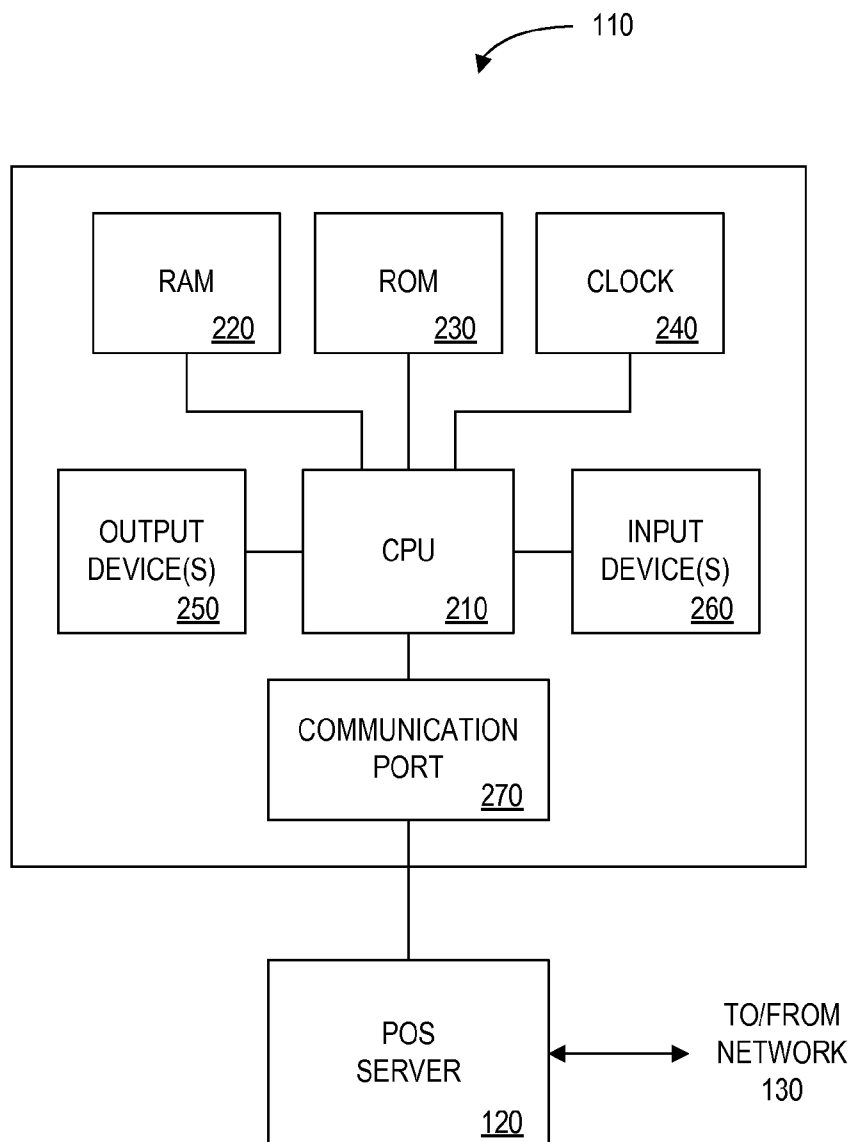 110
RAM
220
ROM
230
CLOCK
240
OUTPUT
DEVICE(S)
250
CPU
210
INPUT
DEVICE(S)
260
COMMUNICATION
PORT
270
POS
SERVER
120
TO/FROM
NETWORK
130